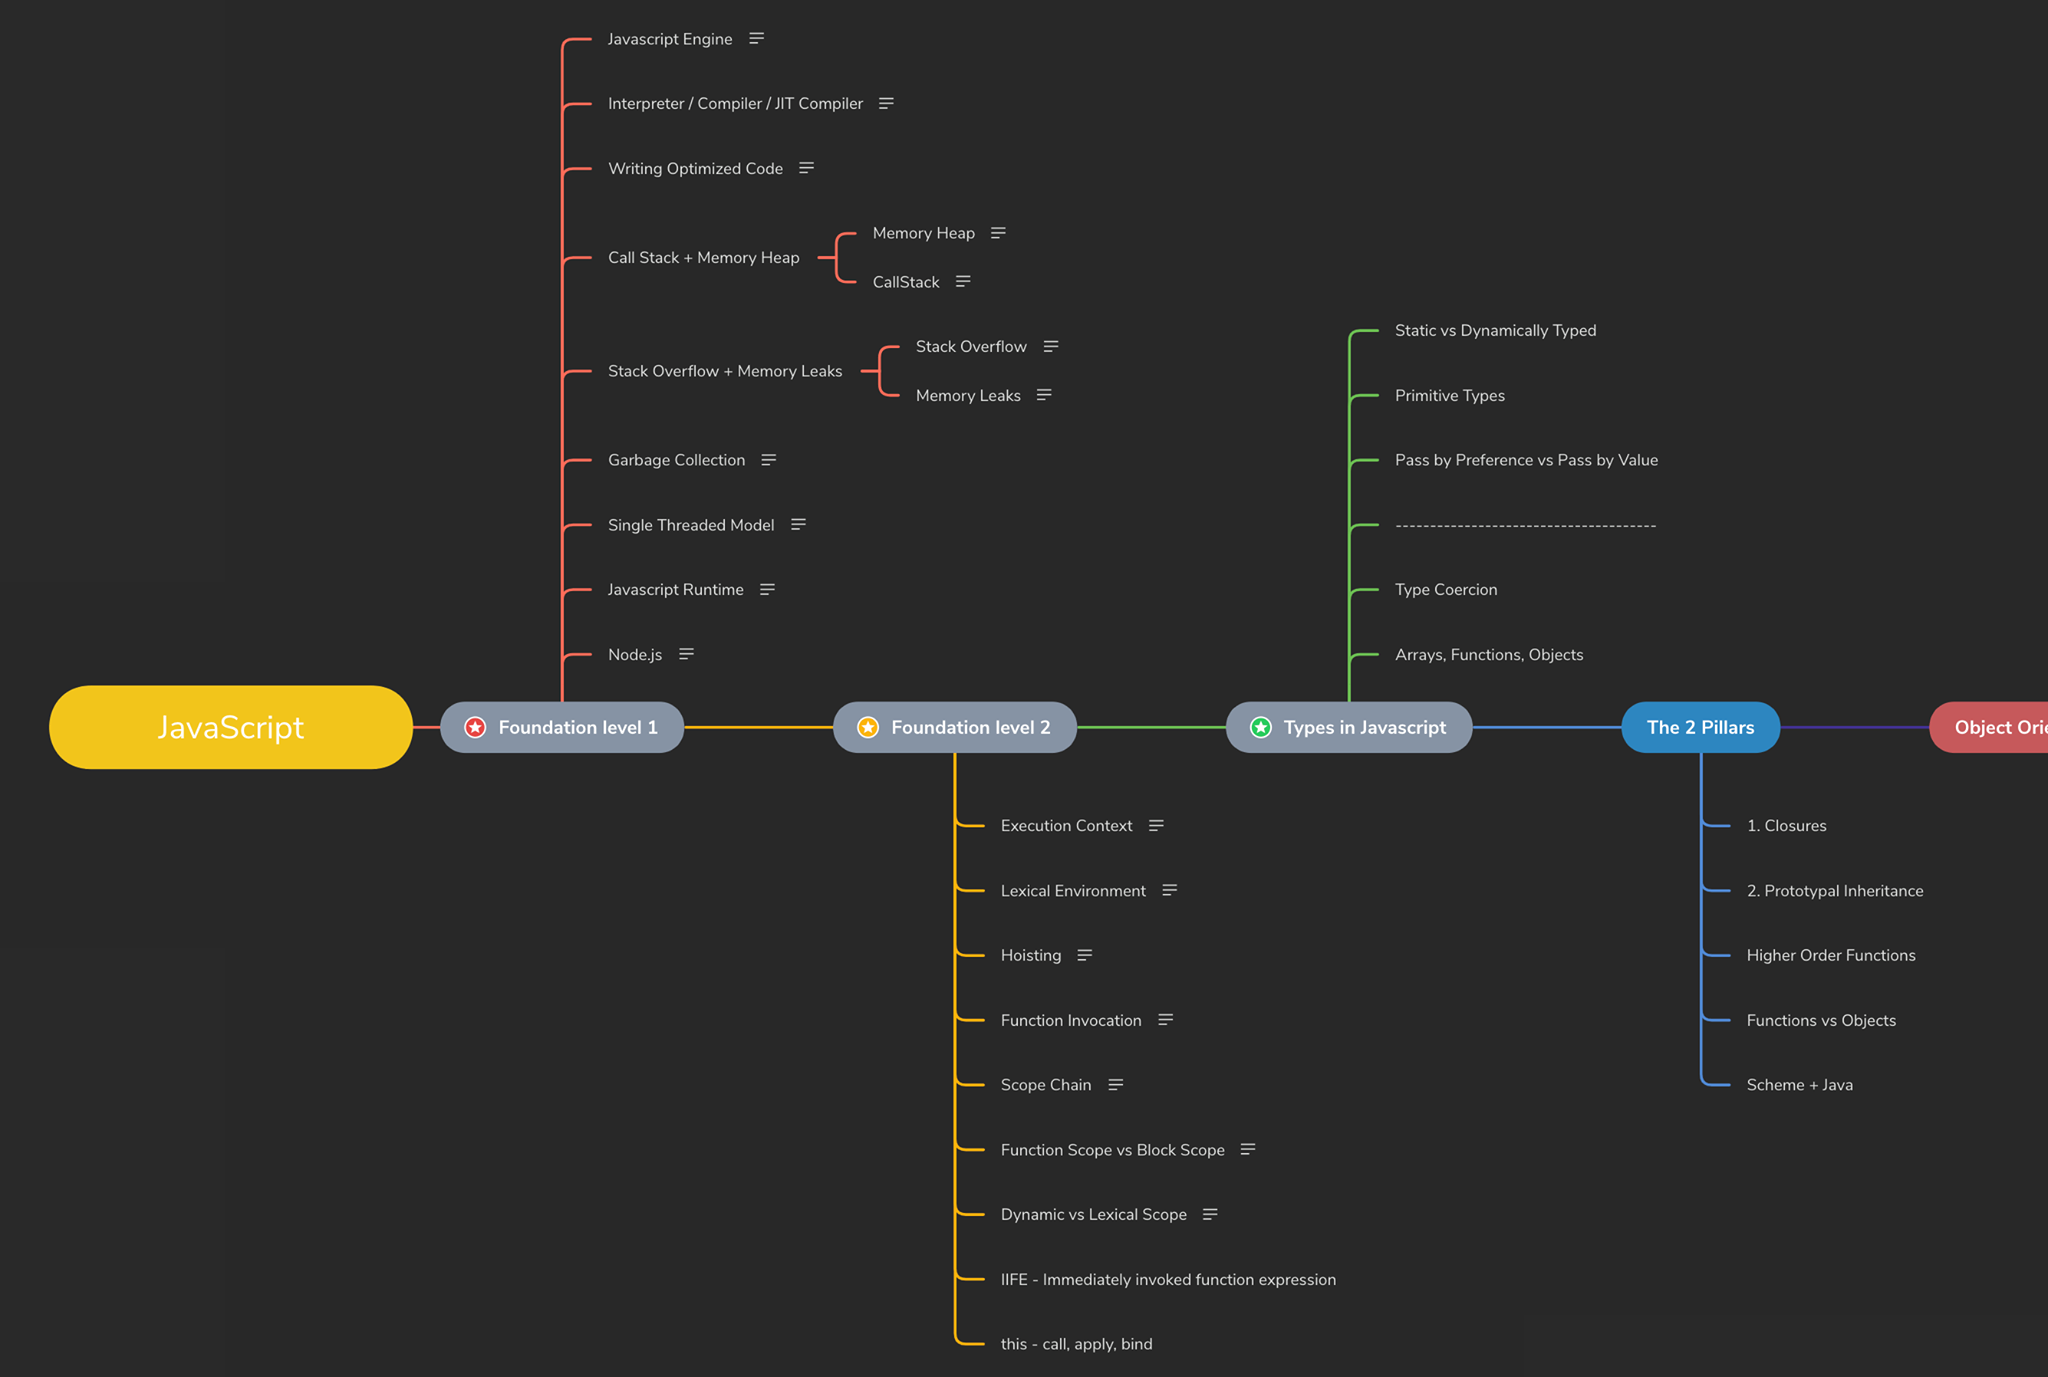 Javascript Engine
Interpreter / Compiler / JIT Compiler
Writing Optimized Code
Call Stack + Memory Heap
Memory Heap
CallStack
Stack Overflow + Memory Leaks
Stack Overflow
Memory Leaks
Garbage Collection
Single Threaded Model
Javascript Runtime
Node.js
Static vs Dynamically Typed
Primitive Types
Pass by Preference vs Pass by Value
--------------------------------------
Type Coercion
Arrays, Functions, Objects
JavaScript
Foundation level 1
Foundation level 2
Types in Javascript
The 2 Pillars
Object Orie
Execution Context
Lexical Environment
Hoisting
Function Invocation
Scope Chain
Function Scope vs Block Scope
Dynamic vs Lexical Scope
IIFE - Immediately invoked function expression
this - call, apply, bind
1. Closures
2. Prototypal Inheritance
Higher Order Functions
Functions vs Objects
Scheme + Java